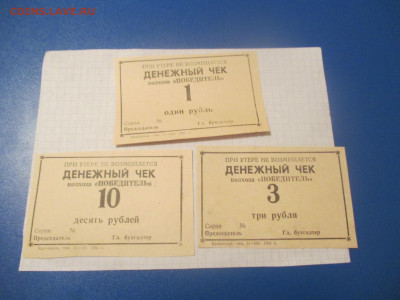 COINS.LAVE.RU
ПРИ УТЕРЕ НЕ ВОЗМЕЩАЕТСЯ
ДЕНЕЖНЫЙ ЧЕК
колхоза «ПОБЕДИТЕЛЬ»
1
один рубль
Серия №
Председатель Гл. бухгалтер
ПРИ УТЕРЕ НЕ ВОЗМЕЩАЕТСЯ
ДЕНЕЖНЫЙ ЧЕК
колхоза «ПОБЕДИТЕЛЬ»
10
десять рублей
Серия №
Председатель Гл. бухгалтер
ПРИ УТЕРЕ НЕ ВОЗМЕЩАЕТСЯ
ДЕНЕЖНЫЙ ЧЕК
колхоза «ПОБЕДИТЕЛЬ»
3
три рубля
Серия №
Председатель Гл. бухгалтер